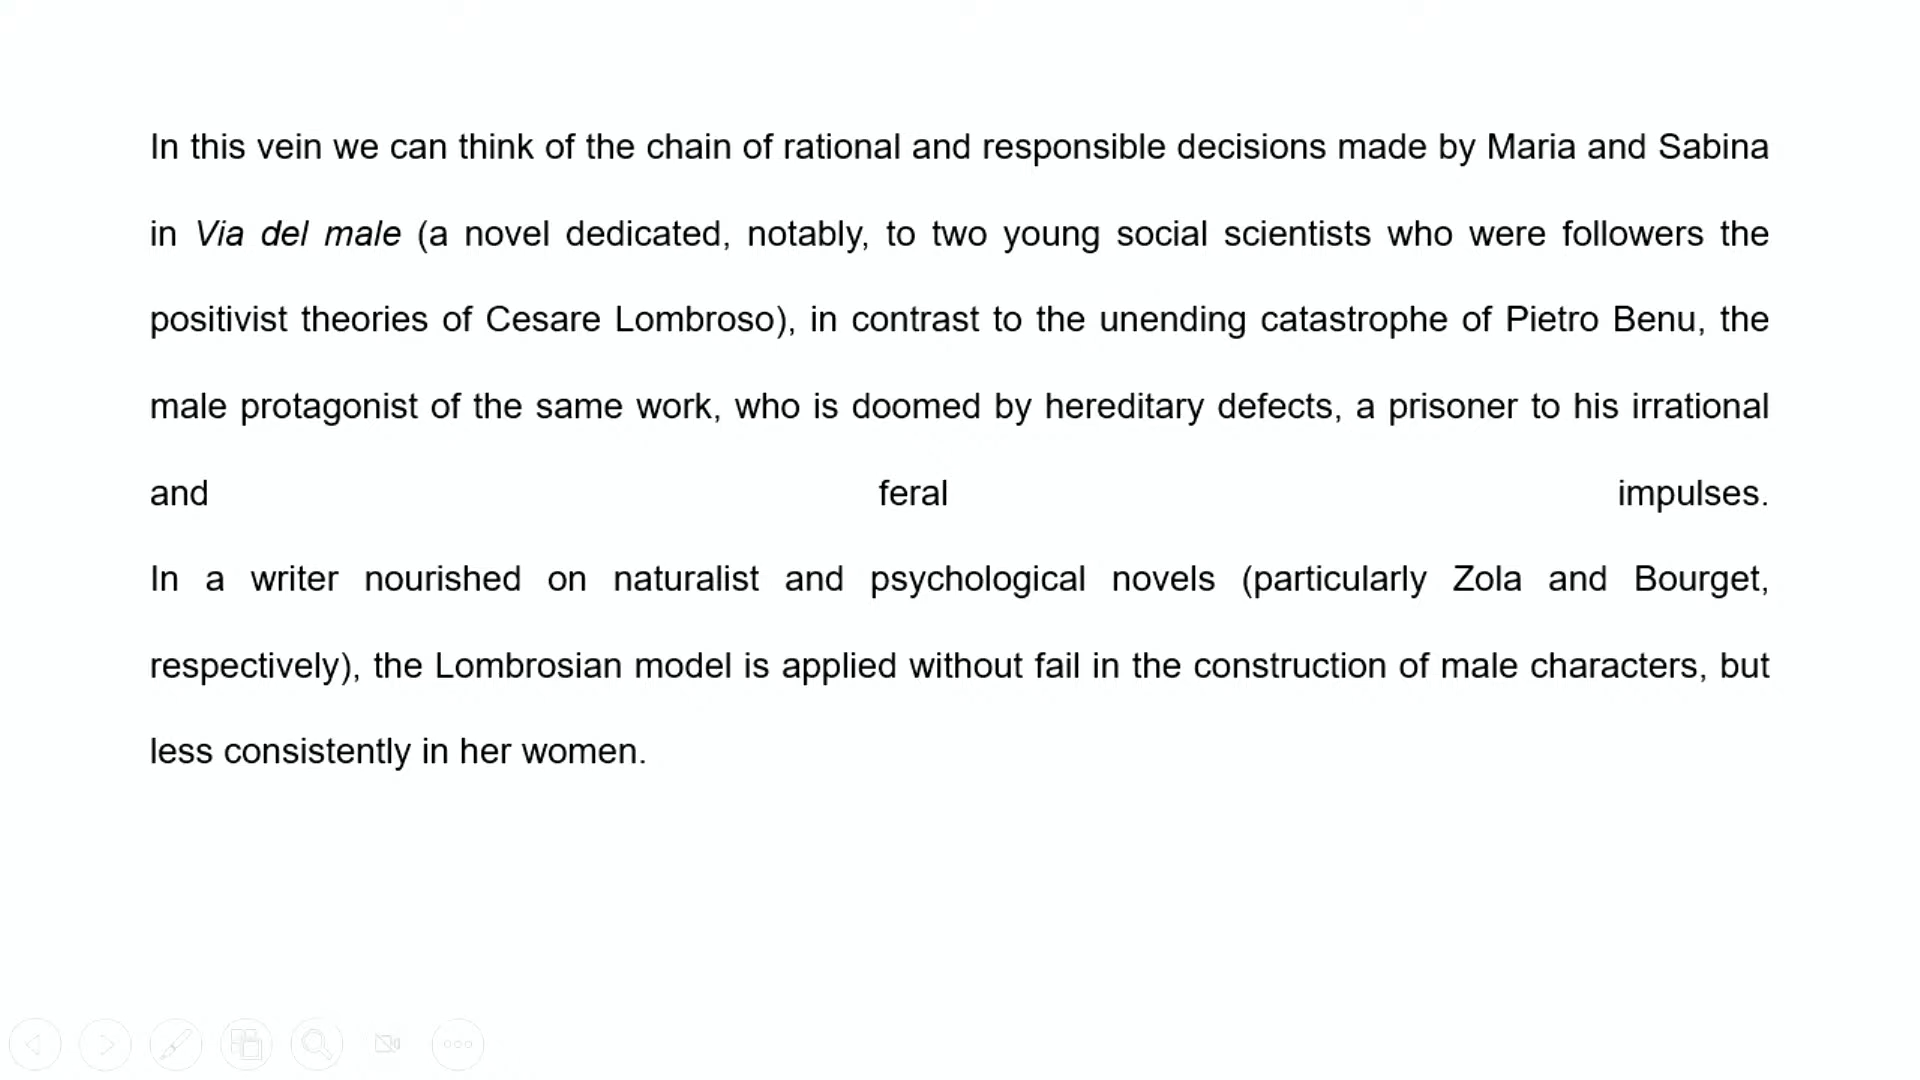 In this vein we can think of the chain of rational and responsible decisions made by Maria and Sabina
in Via del male (a novel dedicated, notably, to two young social scientists who were followers the
positivist theories of Cesare Lombroso), in contrast to the unending catastrophe of Pietro Benu, the
male protagonist of the same work, who is doomed by hereditary defects, a prisoner to his irrational
and feral impulses.
In a writer nourished on naturalist and psychological novels (particularly Zola and Bourget,
respectively), the Lombrosian model is applied without fail in the construction of male characters, but
less consistently in her women.